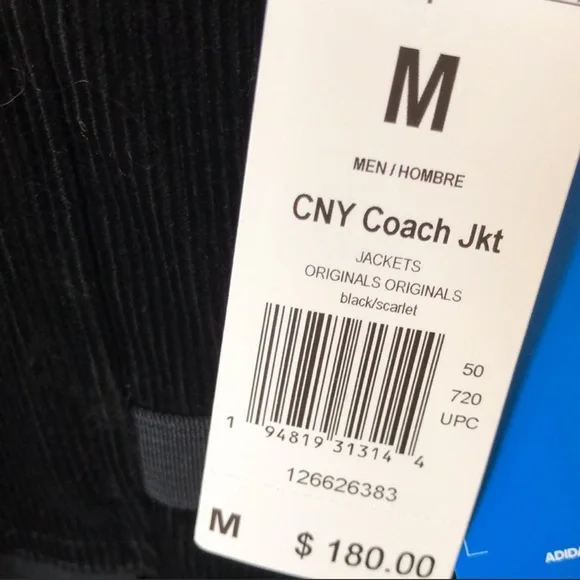 M
MEN / HOMBRE
CNY Coach Jkt
JACKETS
ORIGINALS ORIGINALS
black/scarlet
50
720
UPC
1 94819 31314 4
126626383
M $ 180.00